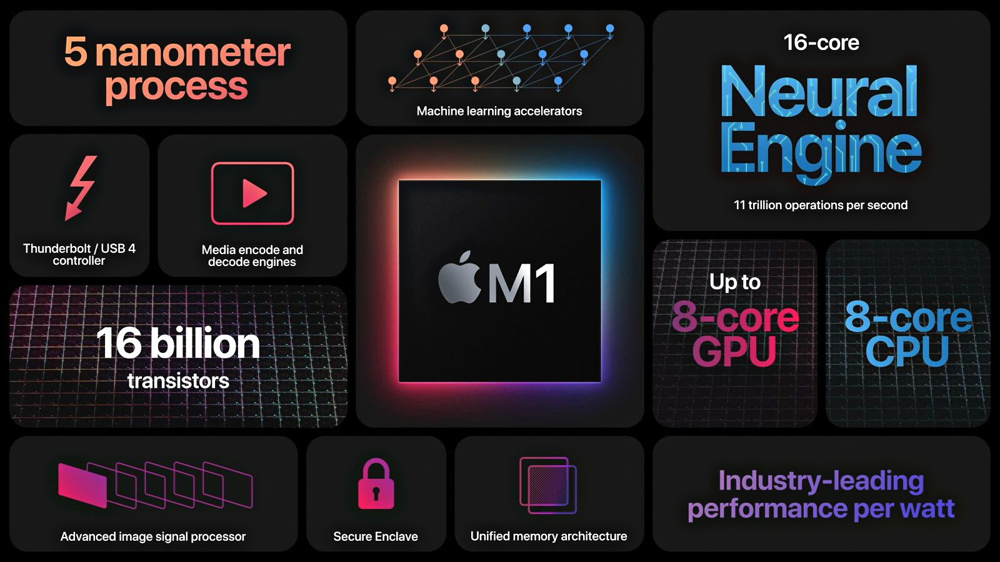 5 nanometer
process
Machine learning accelerators
16-core
Neural
Engine
11 trillion operations per second
Thunderbolt / USB 4
controller
Media encode and
decode engines
M1
Up to
8-core
GPU
8-core
CPU
16 billion
transistors
Advanced image signal processor
Secure Enclave
Unified memory architecture
Industry-leading
performance per watt